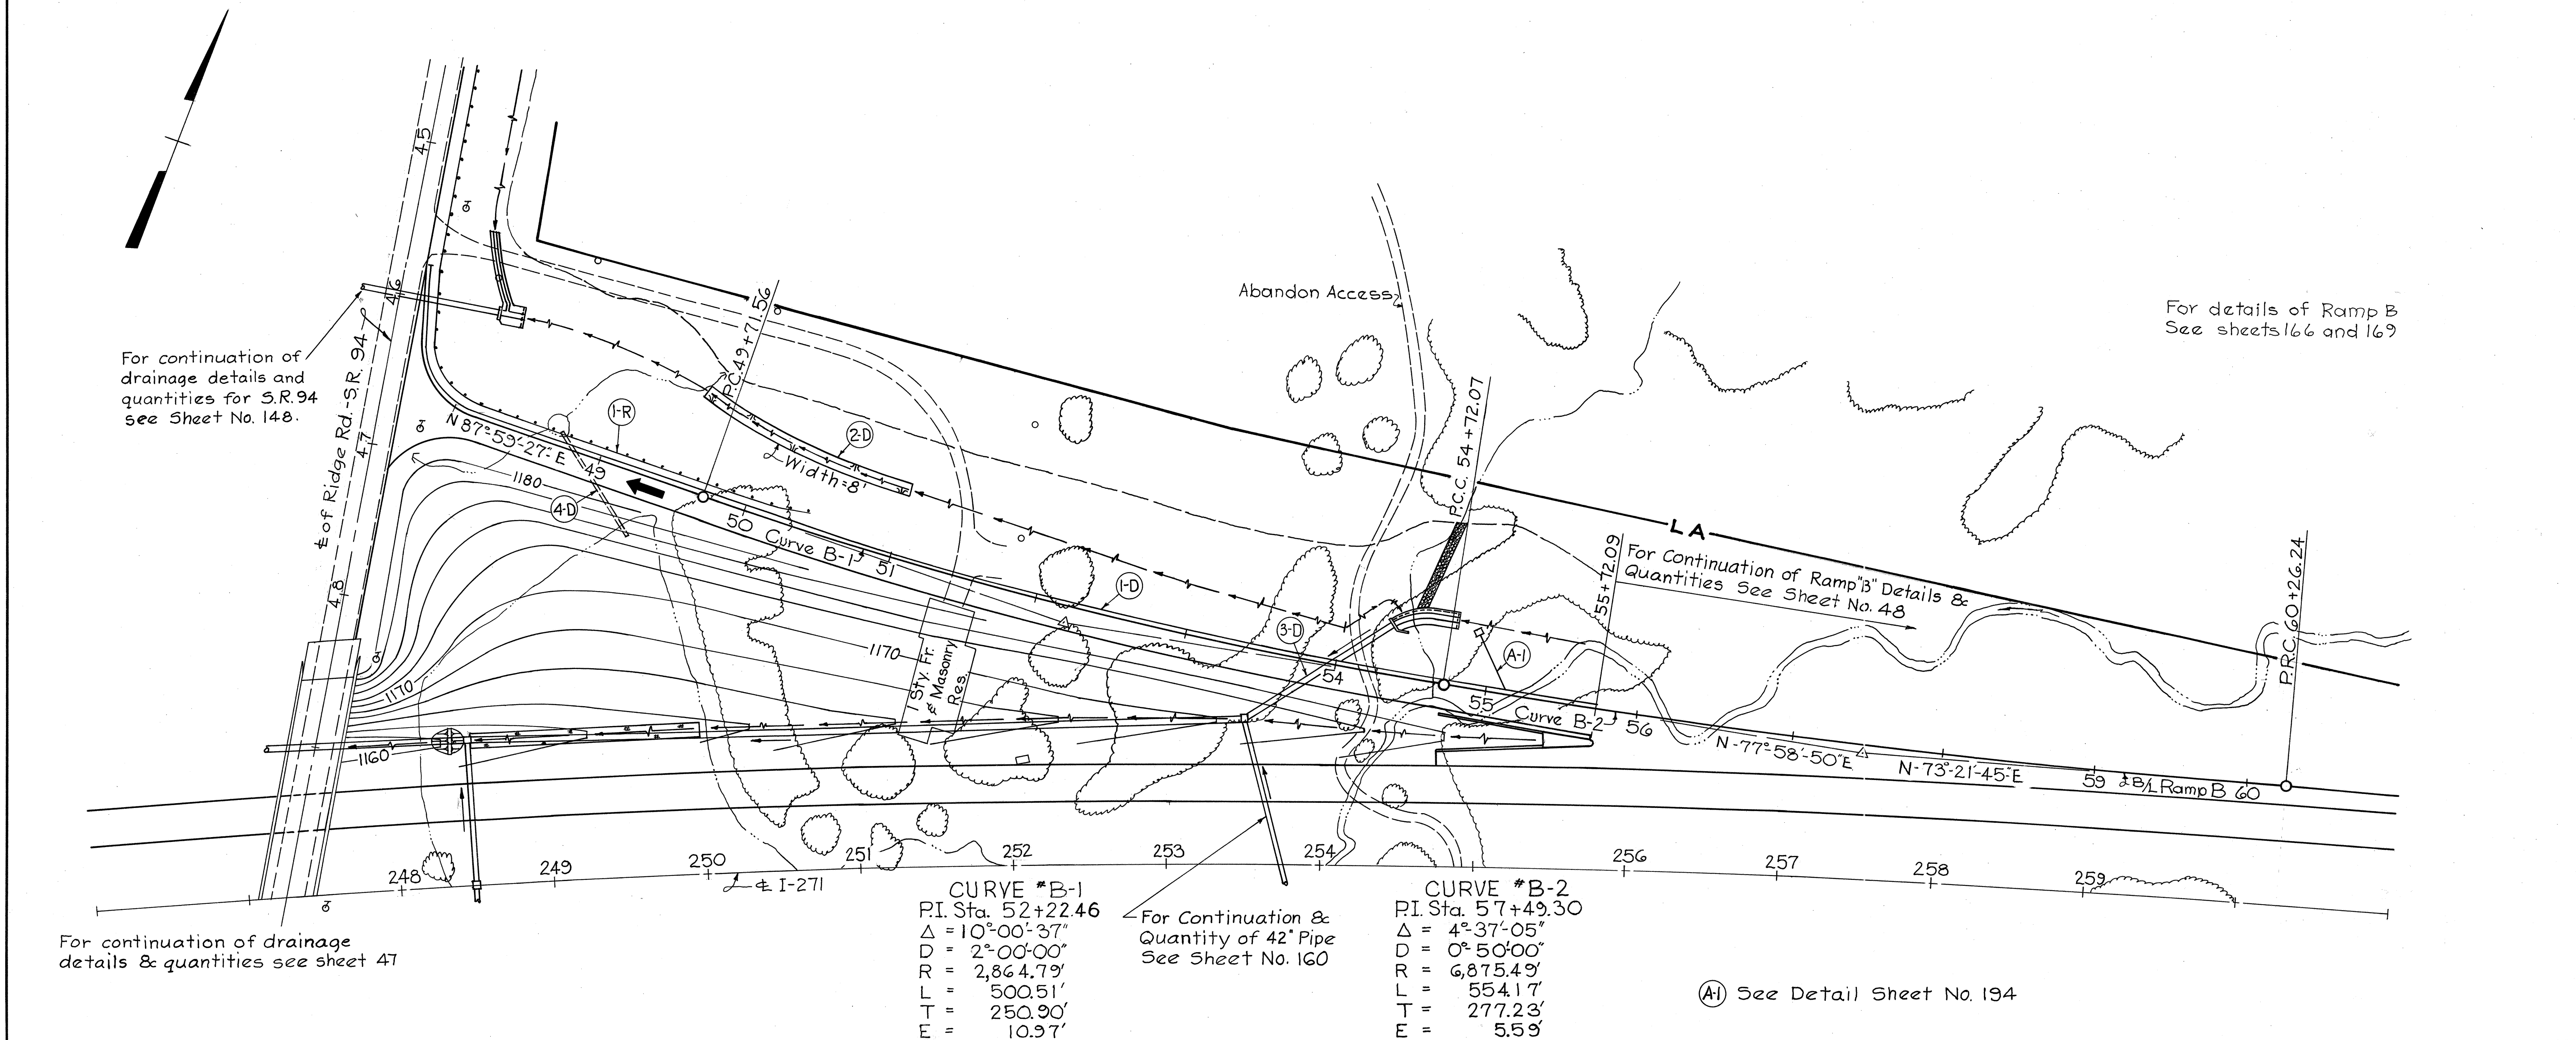 45
46
47
48
For continuation of
drainage details and
quantities for S.R.94
see Sheet No. 148.
℄ of Ridge Rd.-S.R. 94
P.C. 49+71.56
1-R
2-D
Width=8'
N 87°-59'-27" E
49
1180
4-D
50
Curve B-1
51
1-D
1170
1 Sty. Fr.
& Masonry
Res.
1170
1160
Abandon Access
P.C.C. 54+72.07
3-D
54
A-1
55
Curve B-2
56
55+72.09
LA
For Continuation of Ramp "B" Details &
Quantities See Sheet No. 48
For details of Ramp B
See sheets 166 and 169
P.R.C. 60+26.24
N-77°-58'-50"E
N-73°-21'-45"E
59
B/L Ramp B
60
248
249
250
251
252
253
254
256
257
258
259
℄ I-271
For continuation of drainage
details & quantities see sheet 47
CURVE #B-1
P.I. Sta. 52+22.46
Δ = 10°-00'-37"
D = 2°-00'-00"
R = 2,864.79'
L = 500.51'
T = 250.90'
E = 10.97'
For Continuation &
Quantity of 42" Pipe
See Sheet No. 160
CURVE #B-2
P.I. Sta. 57+49.30
Δ = 4°-37'-05"
D = 0°-50'-00"
R = 6,875.49'
L = 554.17'
T = 277.23'
E = 5.59'
A-1 See Detail Sheet No. 194